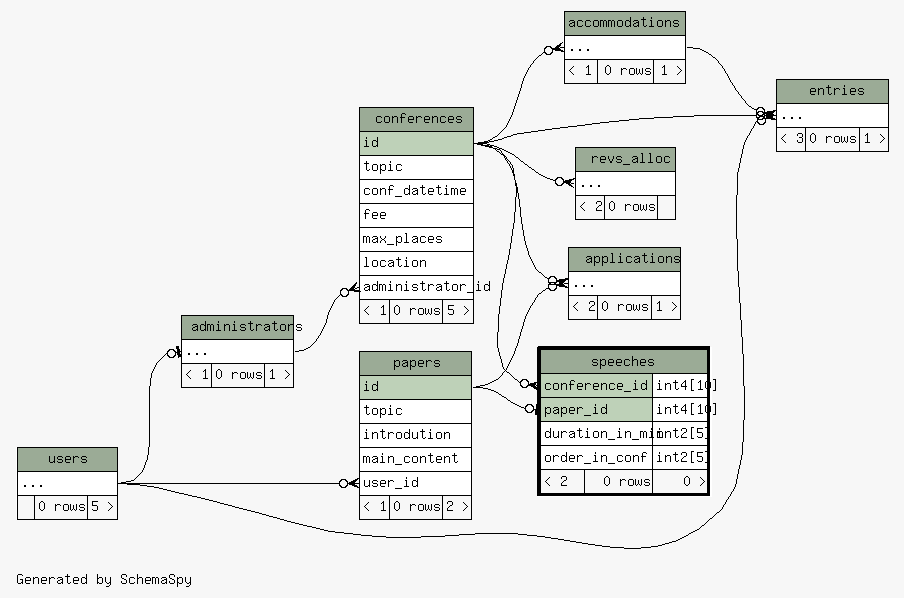 accommodations
...
< 1 0 rows 1 >
entries
...
< 3 0 rows 1 >
conferences
id
topic
conf_datetime
fee
max_places
location
administrator_id
< 1 0 rows 5 >
revs_alloc
...
< 2 0 rows
applications
...
< 2 0 rows 1 >
administrators
...
< 1 0 rows 1 >
papers
id
topic
introdution
main_content
user_id
< 1 0 rows 2 >
speeches
conference_id int4[10]
paper_id int4[10]
duration_in_min int2[5]
order_in_conf int2[5]
< 2 0 rows 0 >
users
...
0 rows 5 >
Generated by SchemaSpy